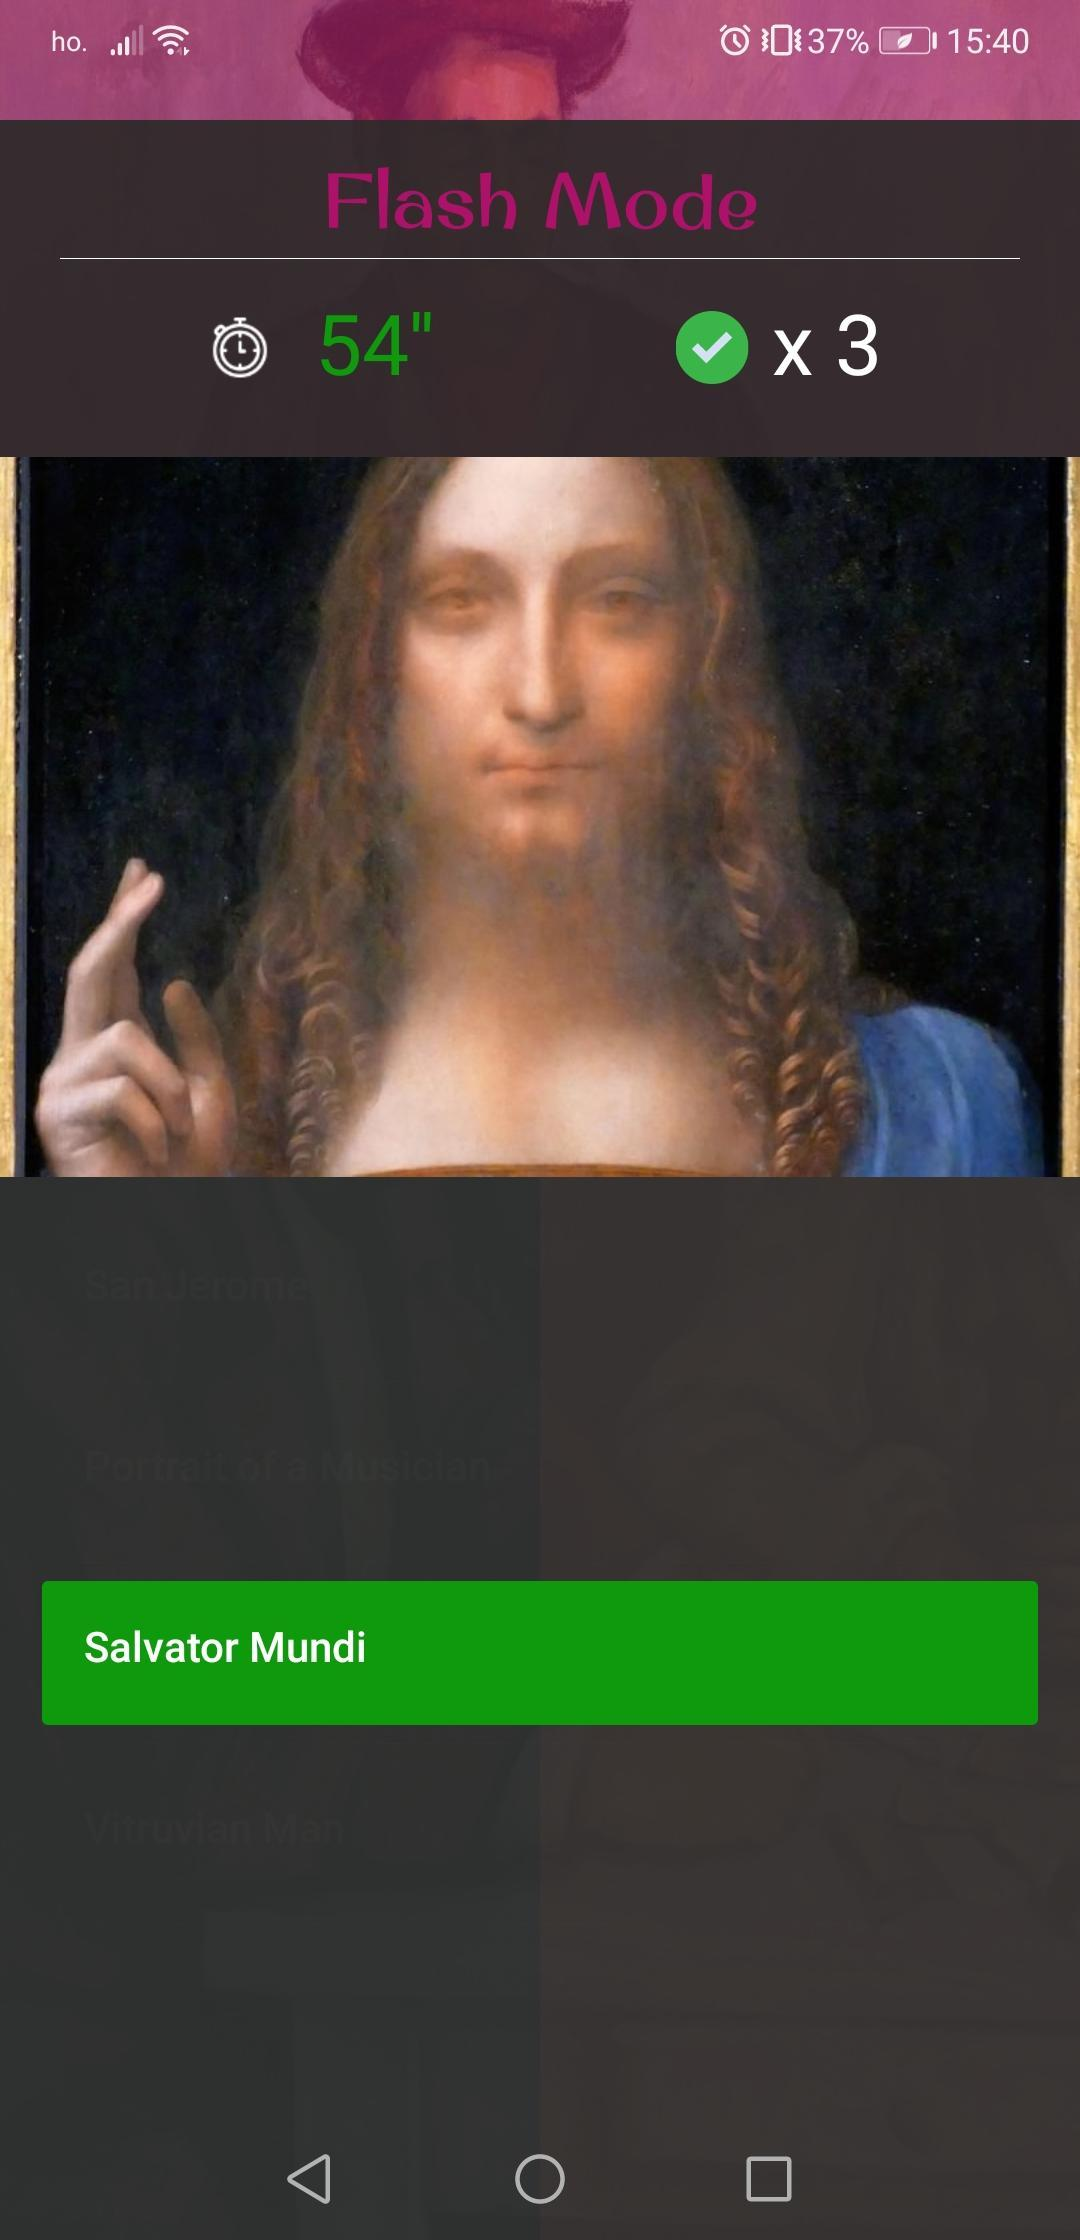 ho. 37% 15:40
Flash Mode
54" x 3
San Jerome
Portrait of a Musician
Salvator Mundi
Vitruvian Man